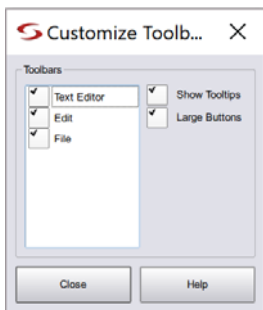 Customize Toolb...
Toolbars
Text Editor
Edit
File
Show Tooltips
Large Buttons
Close
Help